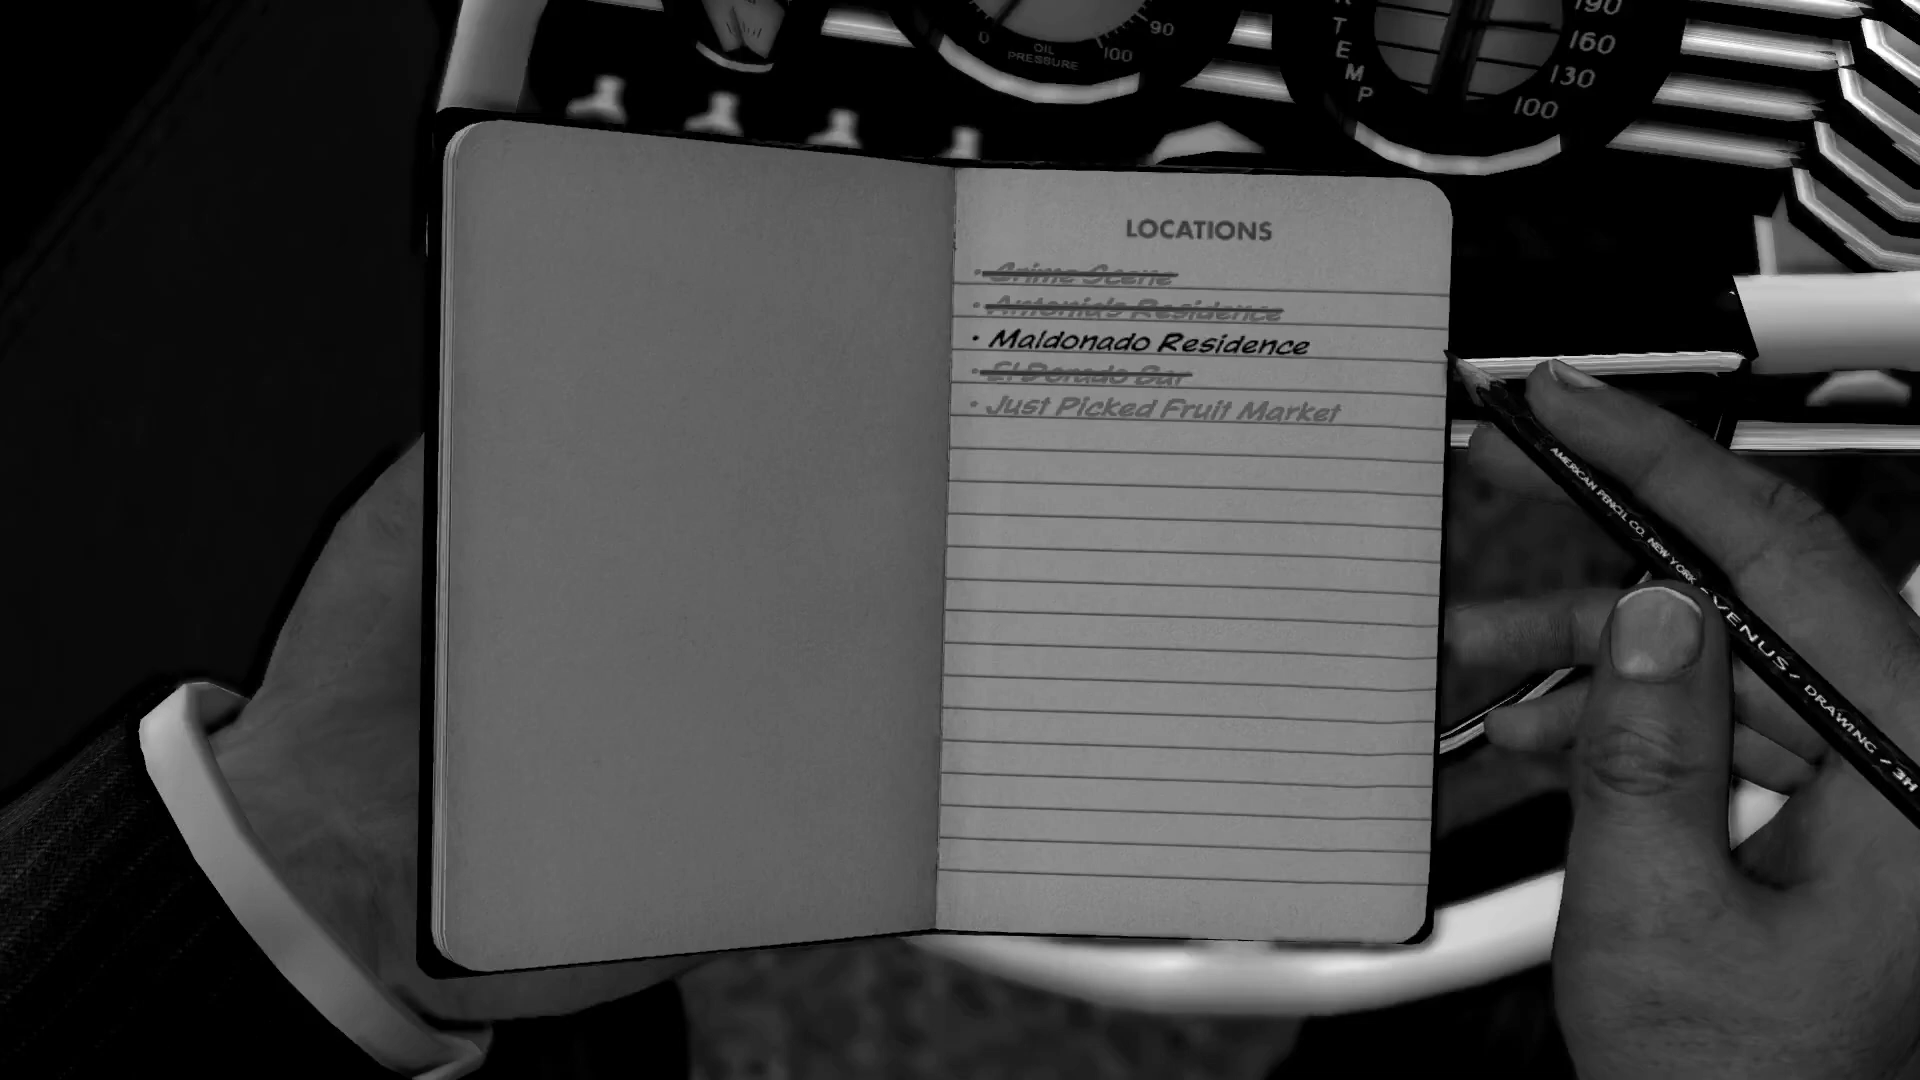 0
OIL
PRESSURE
90
100
TEMP
190
160
130
100
LOCATIONS
• Crime Scene
• Antonia's Residence
• Maldonado Residence
• El Dorado Bar
• Just Picked Fruit Market
AMERICAN PENCIL CO. NEW YORK
VENUS / DRAWING / 3H